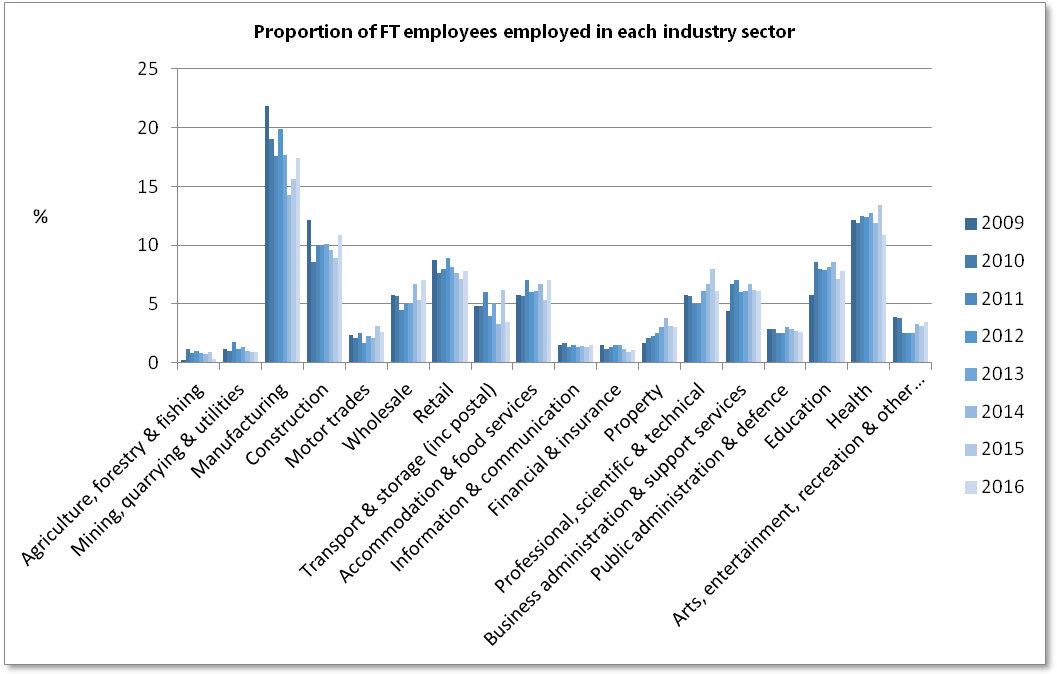 Proportion of FT employees employed in each industry sector
25
20
15
10
5
0
%
Agriculture, forestry & fishing
Mining, quarrying & utilities
Manufacturing
Construction
Motor trades
Wholesale
Retail
Transport & storage (inc postal)
Accommodation & food services
Information & communication
Financial & insurance
Property
Professional, scientific & technical
Business administration & support services
Public administration & defence
Education
Health
Arts, entertainment, recreation & other...
2009
2010
2011
2012
2013
2014
2015
2016